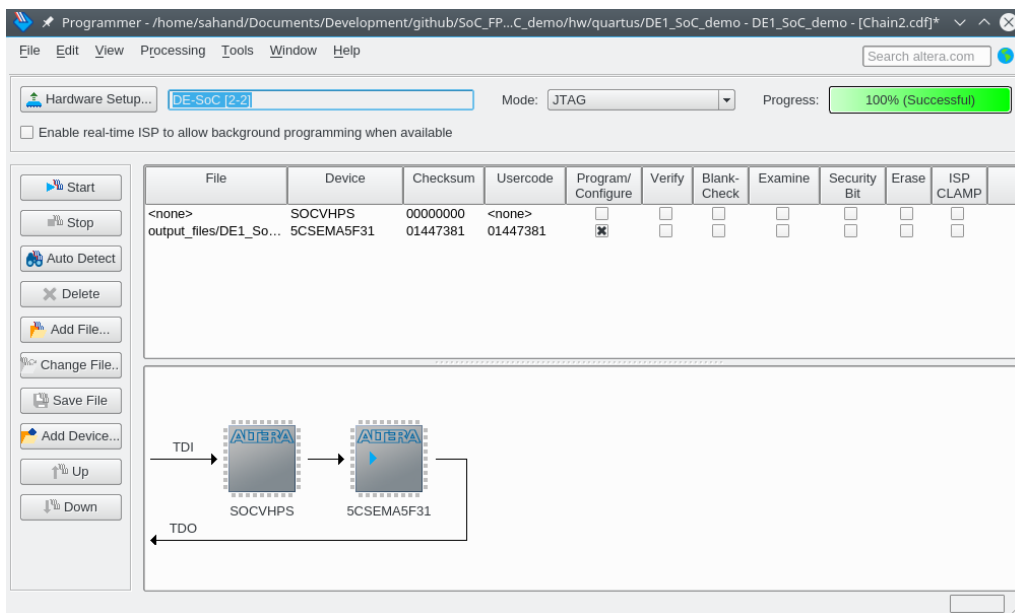 Programmer - /home/sahand/Documents/Development/github/SoC_FP...C_demo/hw/quartus/DE1_SoC_demo - DE1_SoC_demo - [Chain2.cdf]*
File Edit View Processing Tools Window Help
Search altera.com
Hardware Setup... DE-SoC [2-2] Mode: JTAG Progress: 100% (Successful)
Enable real-time ISP to allow background programming when available
Start
Stop
Auto Detect
Delete
Add File...
Change File..
Save File
Add Device...
Up
Down
File Device Checksum Usercode Program/ Verify Blank- Examine Security Erase ISP
Configure Check Bit CLAMP
<none> SOCVHPS 00000000 <none>
output_files/DE1_So... 5CSEMA5F31 01447381 01447381
TDI
ALTERA ALTERA
SOCVHPS 5CSEMA5F31
TDO